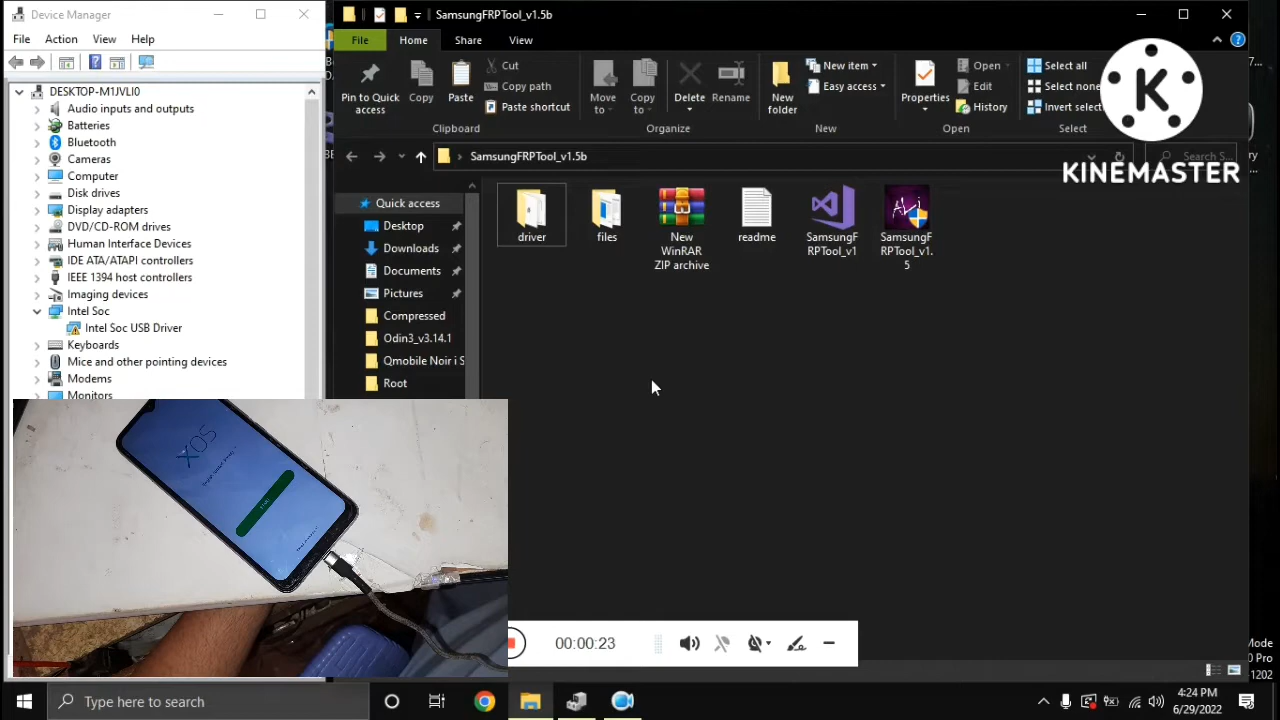 Device Manager
File Action View Help
DESKTOP-M1JVLI0
Audio inputs and outputs
Batteries
Bluetooth
Cameras
Computer
Disk drives
Display adapters
DVD/CD-ROM drives
Human Interface Devices
IDE ATA/ATAPI controllers
IEEE 1394 host controllers
Imaging devices
Intel Soc
Intel Soc USB Driver
Keyboards
Mice and other pointing devices
Modems
Monitors
XOS
SamsungFRPTool_v1.5b
File Home Share View
Pin to Quick access
Copy
Paste
Cut
Copy path
Paste shortcut
Clipboard
Move to
Copy to
Delete
Rename
Organize
New folder
New item
Easy access
New
Properties
Open
Edit
History
Open
Select all
Select none
Invert select
Select
K
KINEMASTER
SamsungFRPTool_v1.5b
Search S...
Quick access
Desktop
Downloads
Documents
Pictures
Compressed
Odin3_v3.14.1
Qmobile Noir i S
Root
driver
files
New WinRAR ZIP archive
readme
SamsungFRPTool_v1
SamsungFRPTool_v1.5
00:00:23
Type here to search
4:24 PM
6/29/2022